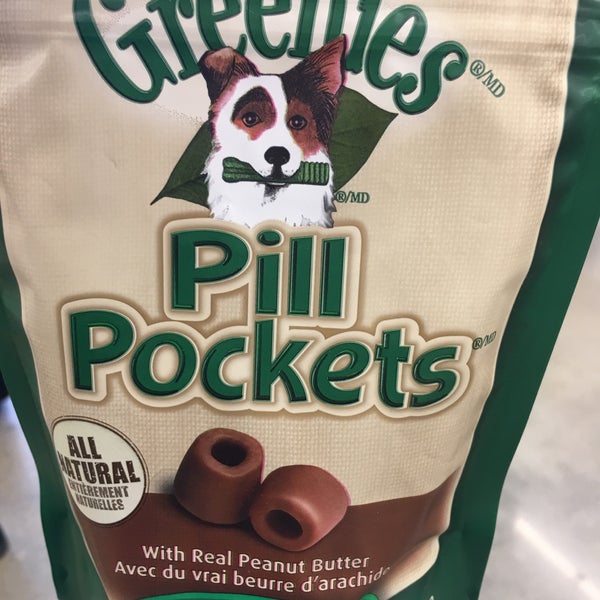 Greenies ®/MD
®/MD
Pill
Pockets ®/MD
ALL
NATURAL
ENTIÈREMENT
NATURELLES
With Real Peanut Butter
Avec du vrai beurre d'arachide